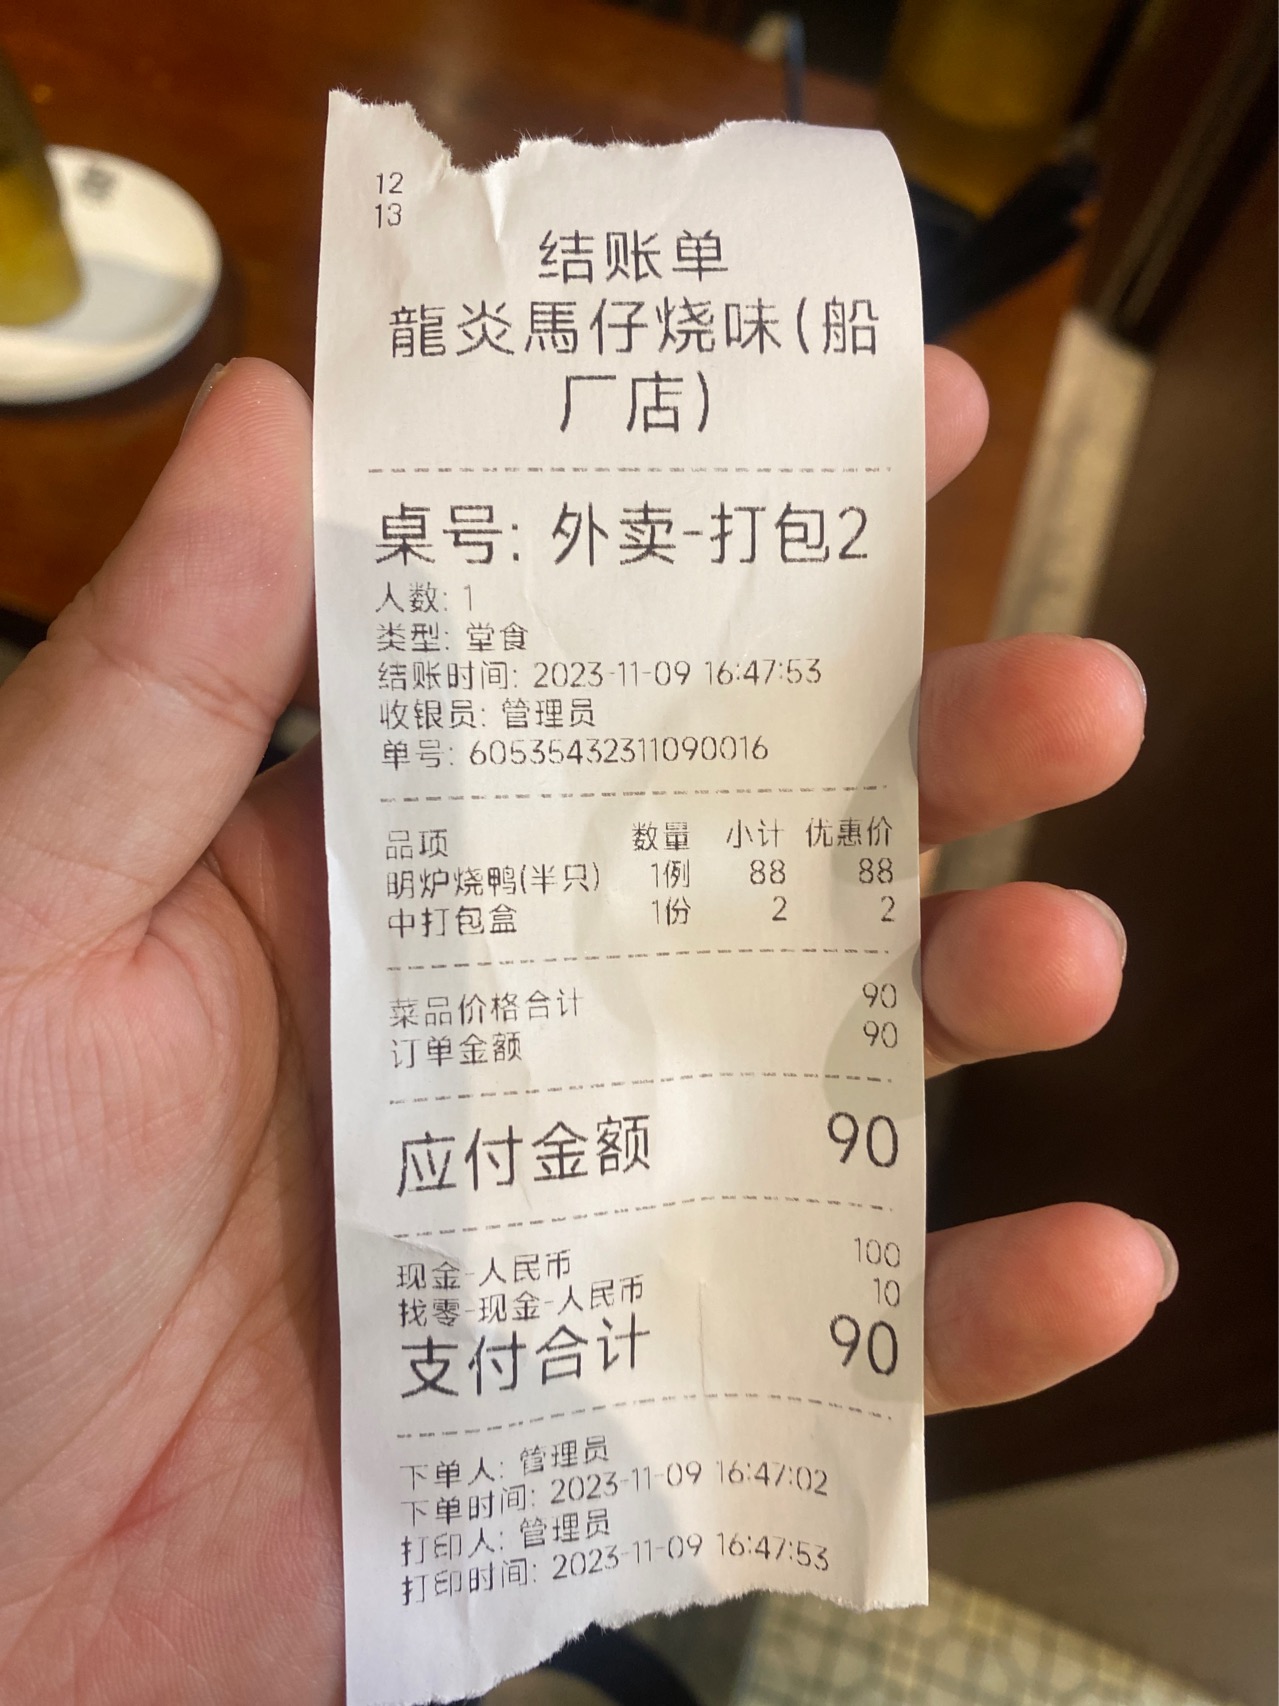 12
13
结账单
龍炎馬仔烧味(船
厂店)
桌号: 外卖-打包2
人数: 1
类型: 堂食
结账时间: 2023-11-09 16:47:53
收银员: 管理员
单号: 60535432311090016
品项 数量 小计 优惠价
明炉烧鸭(半只) 1例 88 88
中打包盒 1份 2 2
菜品价格合计 90
订单金额 90
应付金额 90
现金-人民币 100
找零-现金-人民币 10
支付合计 90
下单人: 管理员
下单时间: 2023-11-09 16:47:02
打印人: 管理员
打印时间: 2023-11-09 16:47:53